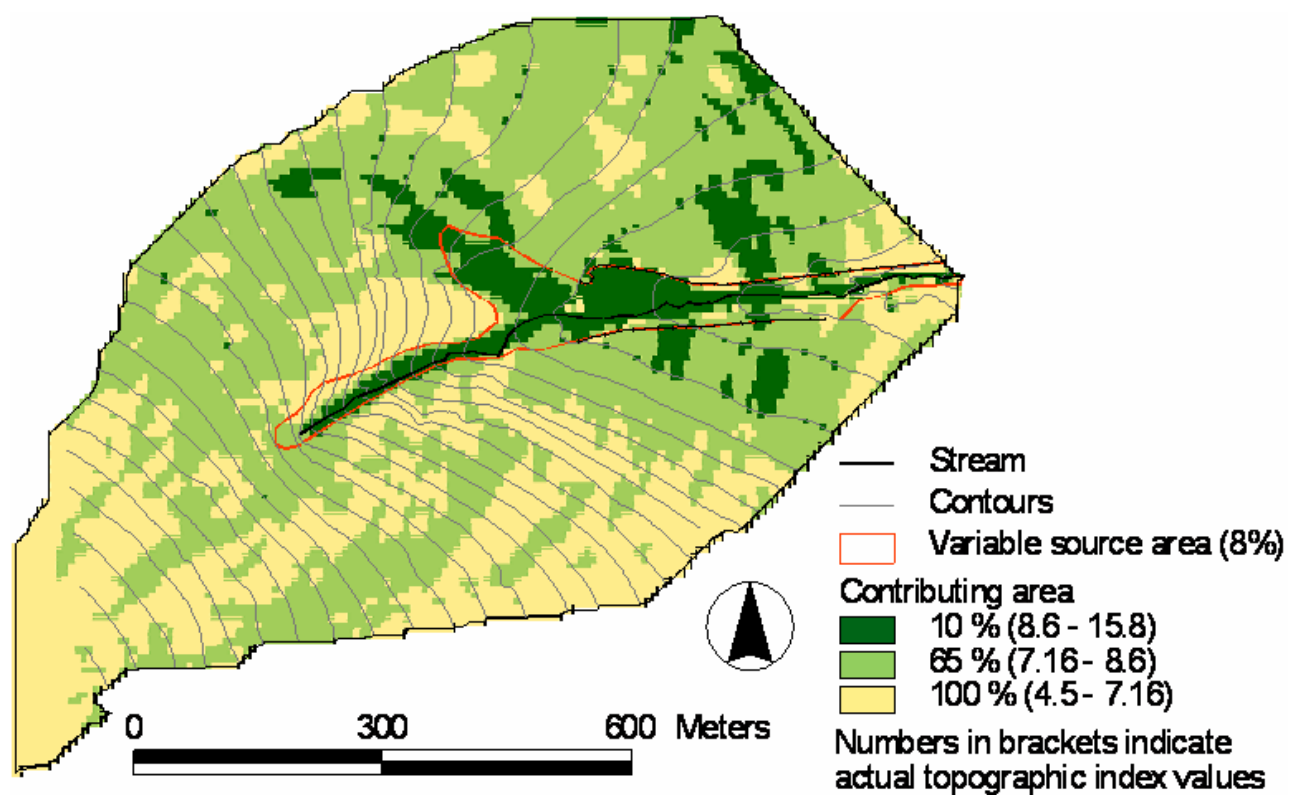 Stream
Contours
Variable source area (8%)
Contributing area
10 % (8.6 - 15.8)
65 % (7.16 - 8.6)
100 % (4.5 - 7.16)
0 300 600 Meters
Numbers in brackets indicate
actual topographic index values